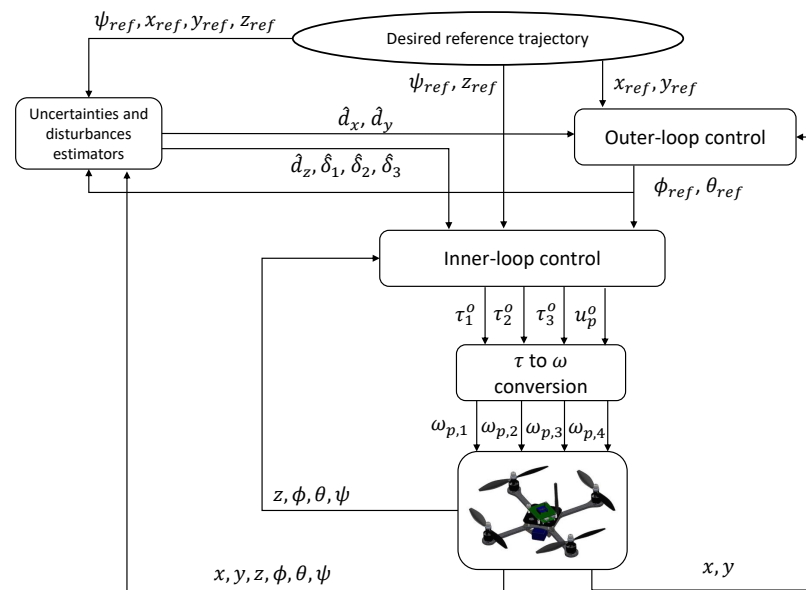 Desired reference trajectory
ψ_ref, x_ref, y_ref, z_ref
ψ_ref, z_ref
x_ref, y_ref
Uncertainties and
disturbances
estimators
d̂_x, d̂_y
Outer-loop control
d̂_z, δ̂_1, δ̂_2, δ̂_3
ϕ_ref, θ_ref
Inner-loop control
τ_1^o τ_2^o τ_3^o u_p^o
τ to ω
conversion
ω_p,1 ω_p,2 ω_p,3 ω_p,4
z, ϕ, θ, ψ
x, y, z, ϕ, θ, ψ
x, y